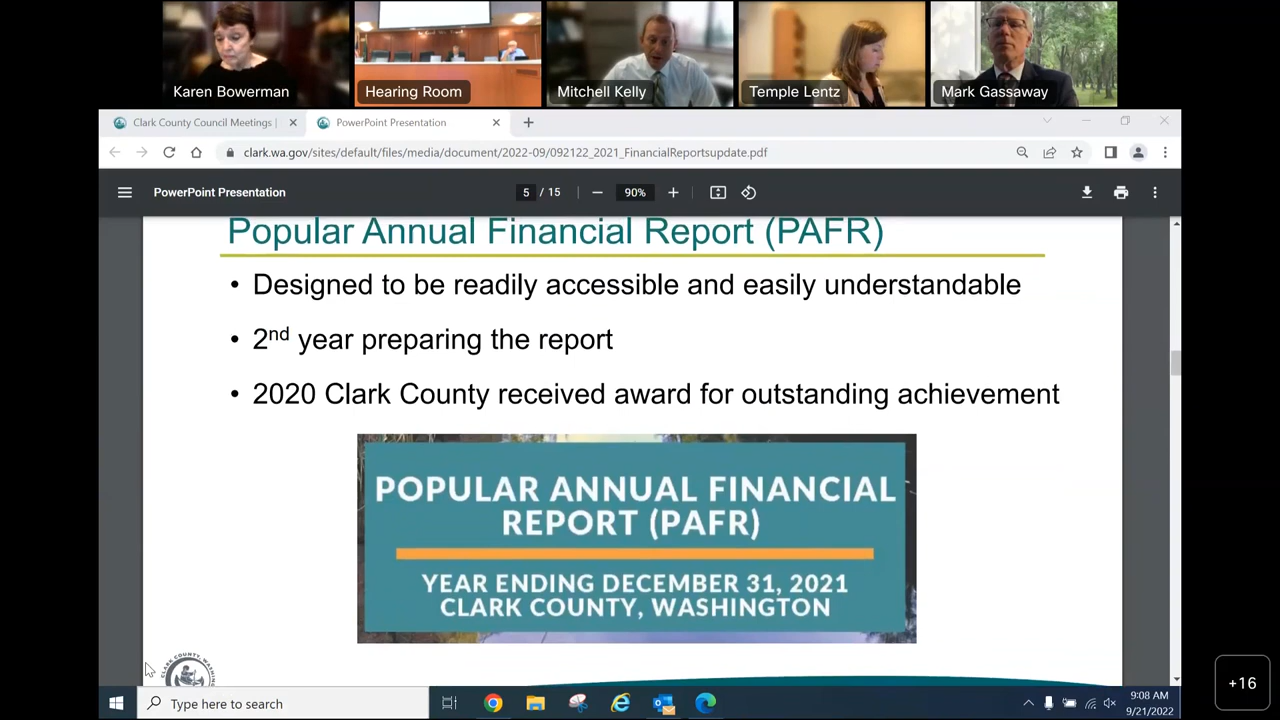 Karen Bowerman
Hearing Room
Mitchell Kelly
Temple Lentz
Mark Gassaway
Clark County Council Meetings |
PowerPoint Presentation
clark.wa.gov/sites/default/files/media/document/2022-09/092122_2021_FinancialReportsupdate.pdf
PowerPoint Presentation
5 / 15
90%
Popular Annual Financial Report (PAFR)
• Designed to be readily accessible and easily understandable
• 2nd year preparing the report
• 2020 Clark County received award for outstanding achievement
POPULAR ANNUAL FINANCIAL
REPORT (PAFR)
YEAR ENDING DECEMBER 31, 2021
CLARK COUNTY, WASHINGTON
CLARK COUNTY, WASHING
Type here to search
9:08 AM
9/21/2022
+16